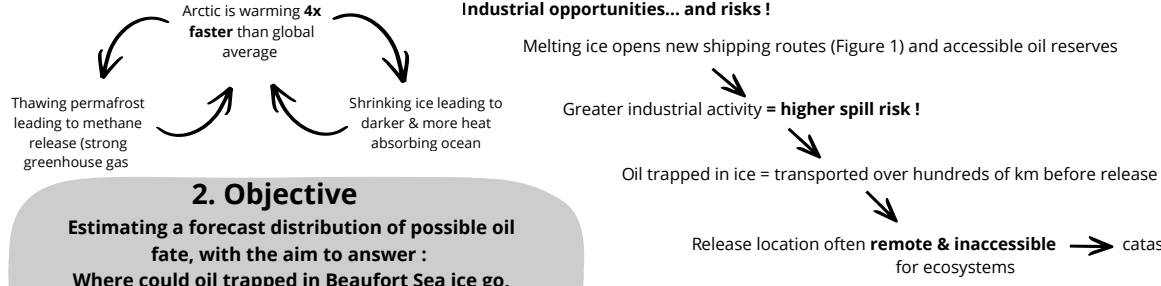 Arctic is warming 4x
faster than global
average
Thawing permafrost
leading to methane
release (strong
greenhouse gas
Shrinking ice leading to
darker & more heat
absorbing ocean
2. Objective
Estimating a forecast distribution of possible oil
fate, with the aim to answer :
Where could oil trapped in Beaufort Sea ice go,
Industrial opportunities... and risks !
Melting ice opens new shipping routes (Figure 1) and accessible oil reserves
Greater industrial activity = higher spill risk !
Oil trapped in ice = transported over hundreds of km before release
Release location often remote & inaccessible
for ecosystems